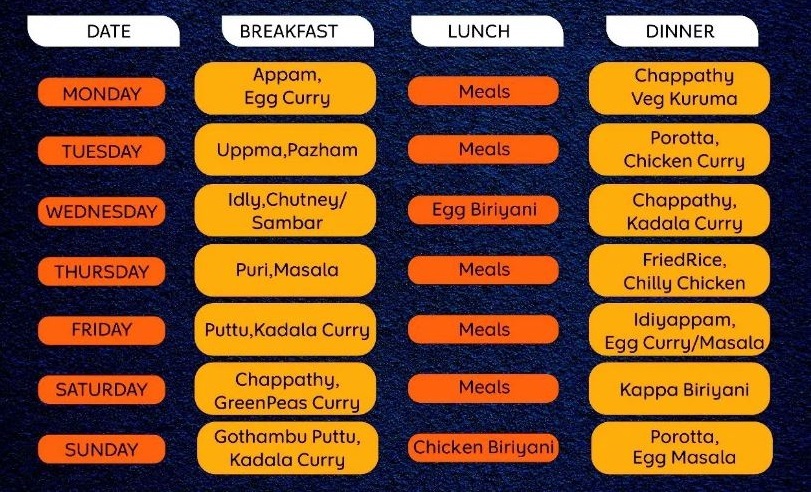 DATE BREAKFAST LUNCH DINNER
MONDAY
Appam,
Egg Curry
Meals
Chappathy
Veg Kuruma
TUESDAY
Uppma,Pazham
Meals
Porotta,
Chicken Curry
WEDNESDAY
Idly,Chutney/
Sambar
Egg Biriyani
Chappathy,
Kadala Curry
THURSDAY
Puri,Masala
Meals
FriedRice,
Chilly Chicken
FRIDAY
Puttu,Kadala Curry
Meals
Idiyappam,
Egg Curry/Masala
SATURDAY
Chappathy,
GreenPeas Curry
Meals
Kappa Biriyani
SUNDAY
Gothambu Puttu,
Kadala Curry
Chicken Biriyani
Porotta,
Egg Masala